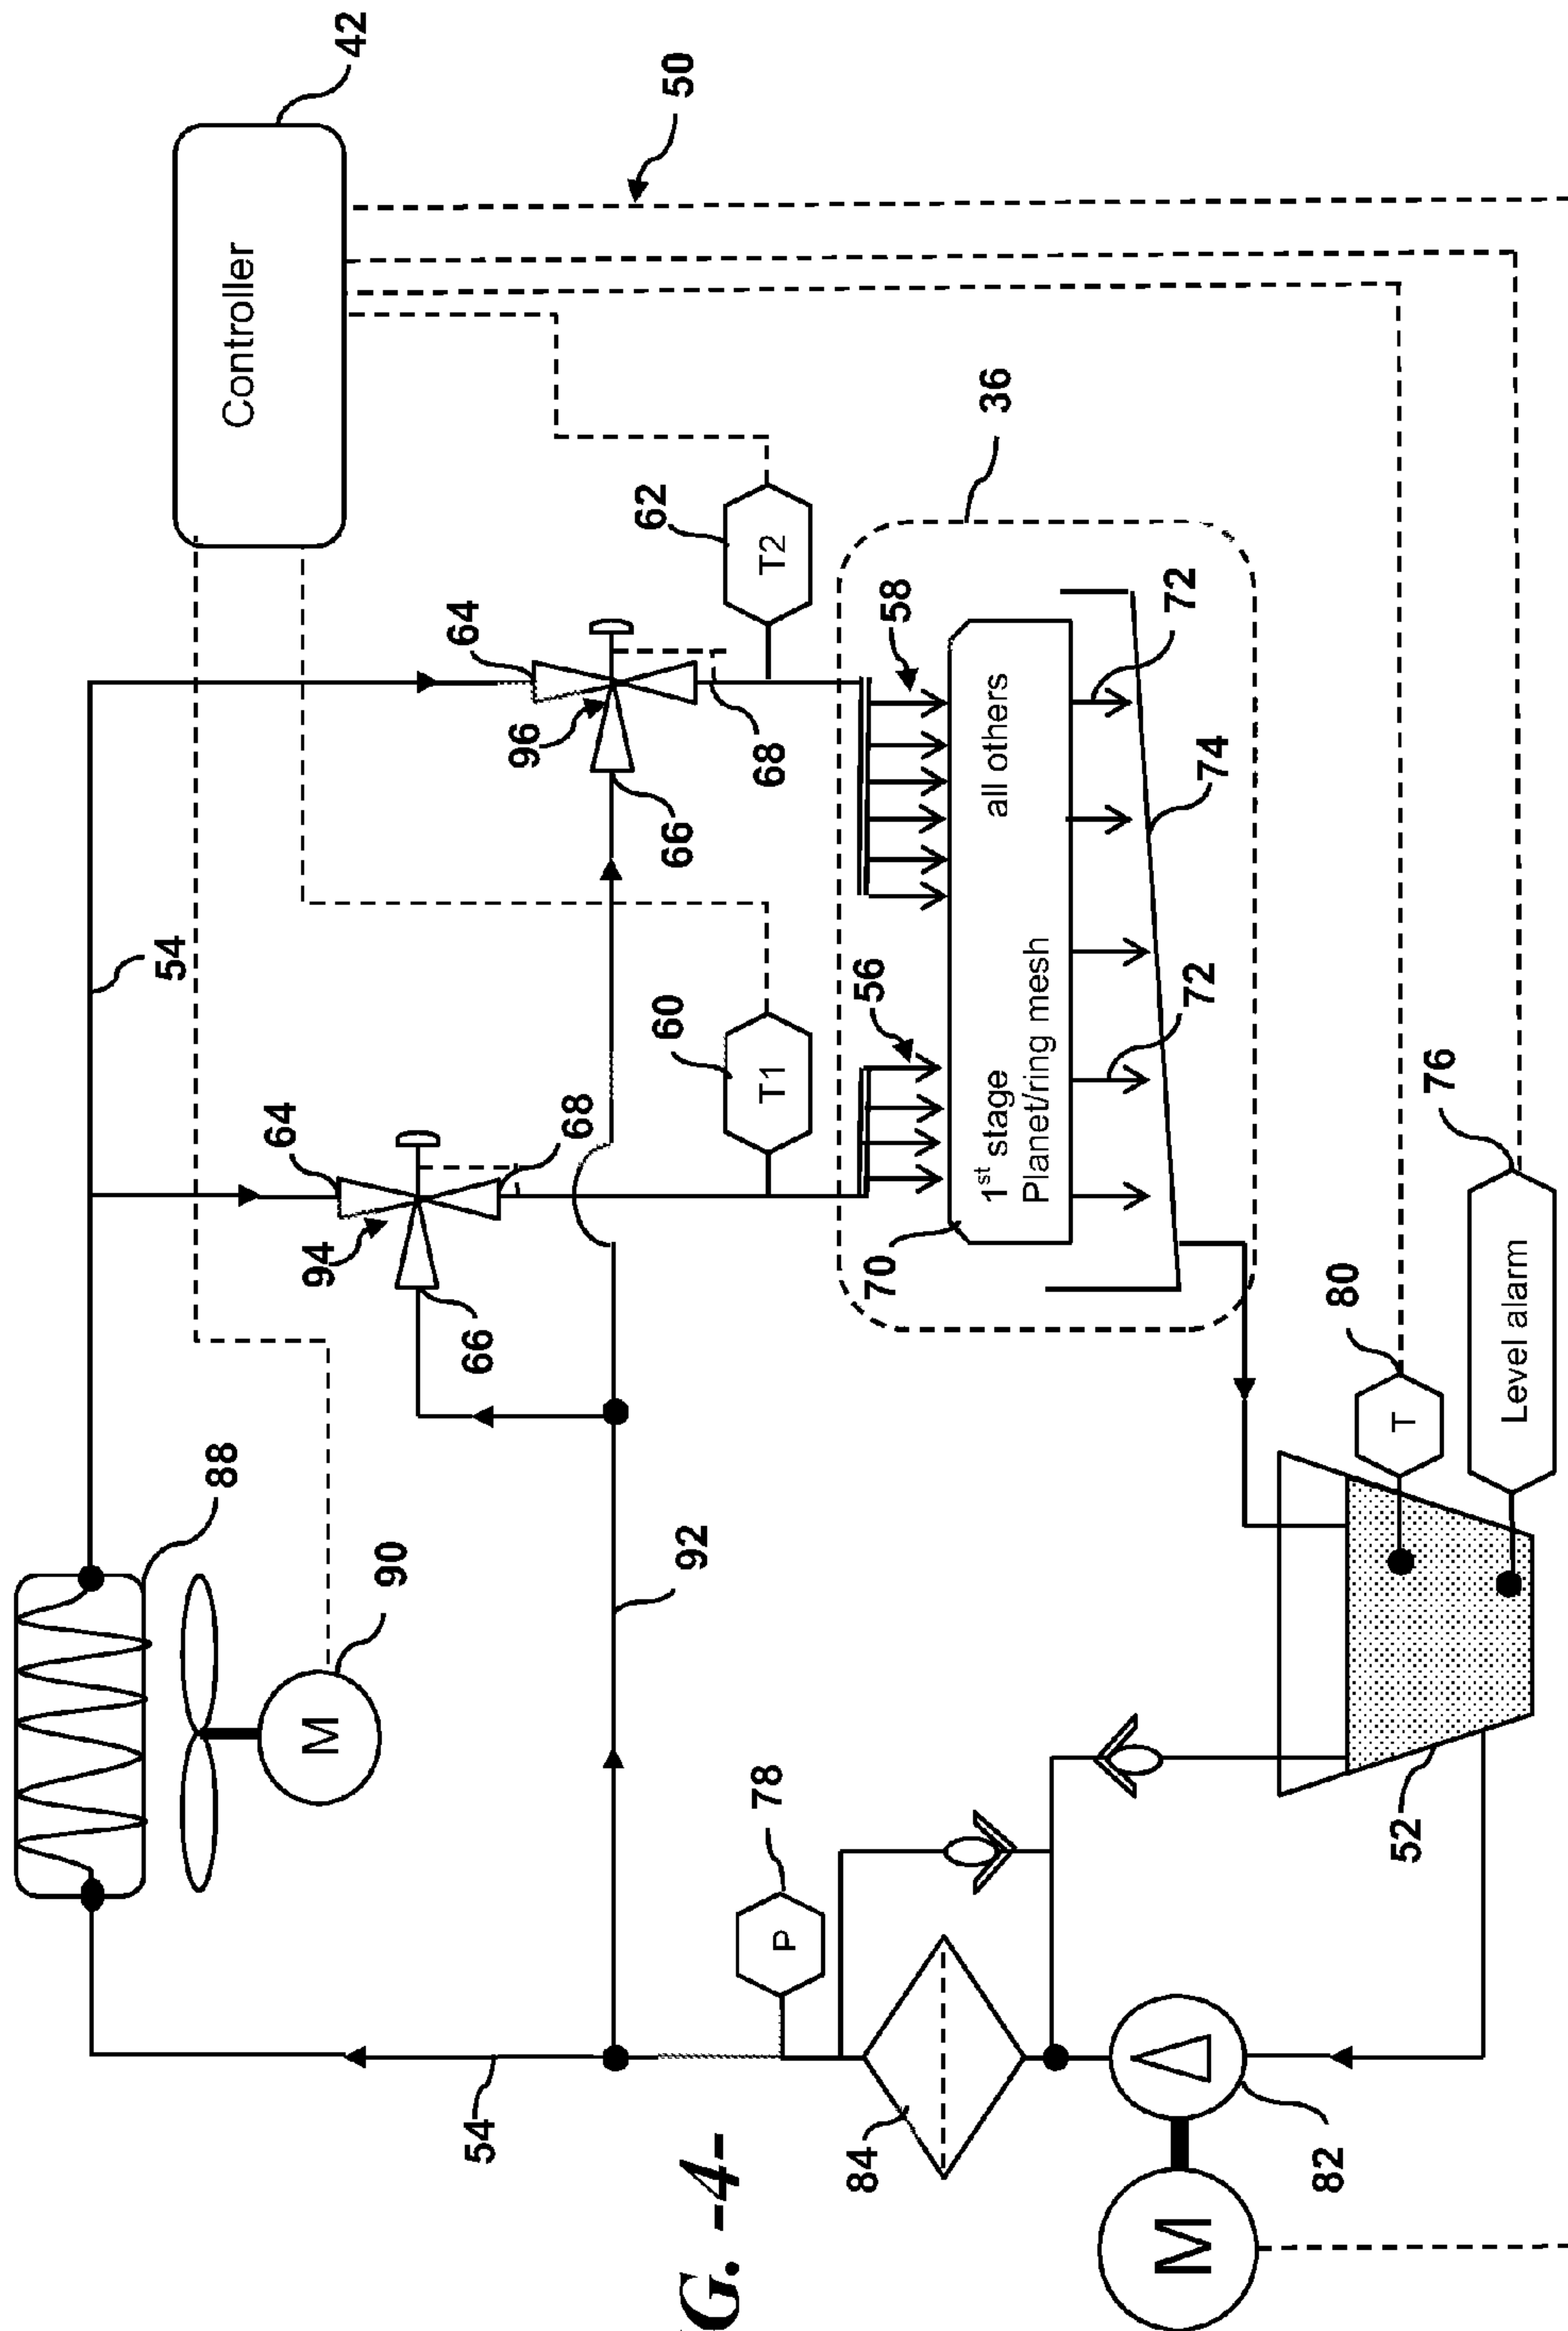 54
88
Controller
42
64
94
M
90
54
66
64
96
68
62
60
66
50
92
G. -4-
78
P
T1
68
T2
84
70
56
58
1st stage
Planet/ring mesh
all others
36
M
72
72
74
82
80
52
T
76
Level alarm